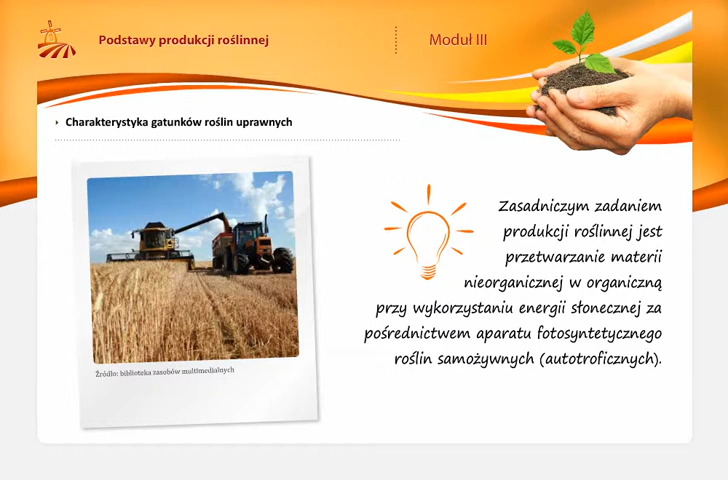 Podstawy produkcji roślinnej
Moduł III
Charakterystyka gatunków roślin uprawnych
Zasadniczym zadaniem
produkcji roślinnej jest
przetwarzanie materii
nieorganicznej w organiczną
przy wykorzystaniu energii słonecznej za
pośrednictwem aparatu fotosyntetycznego
roślin samożywnych (autotroficznych).
Źródło: biblioteka zasobów multimedialnych